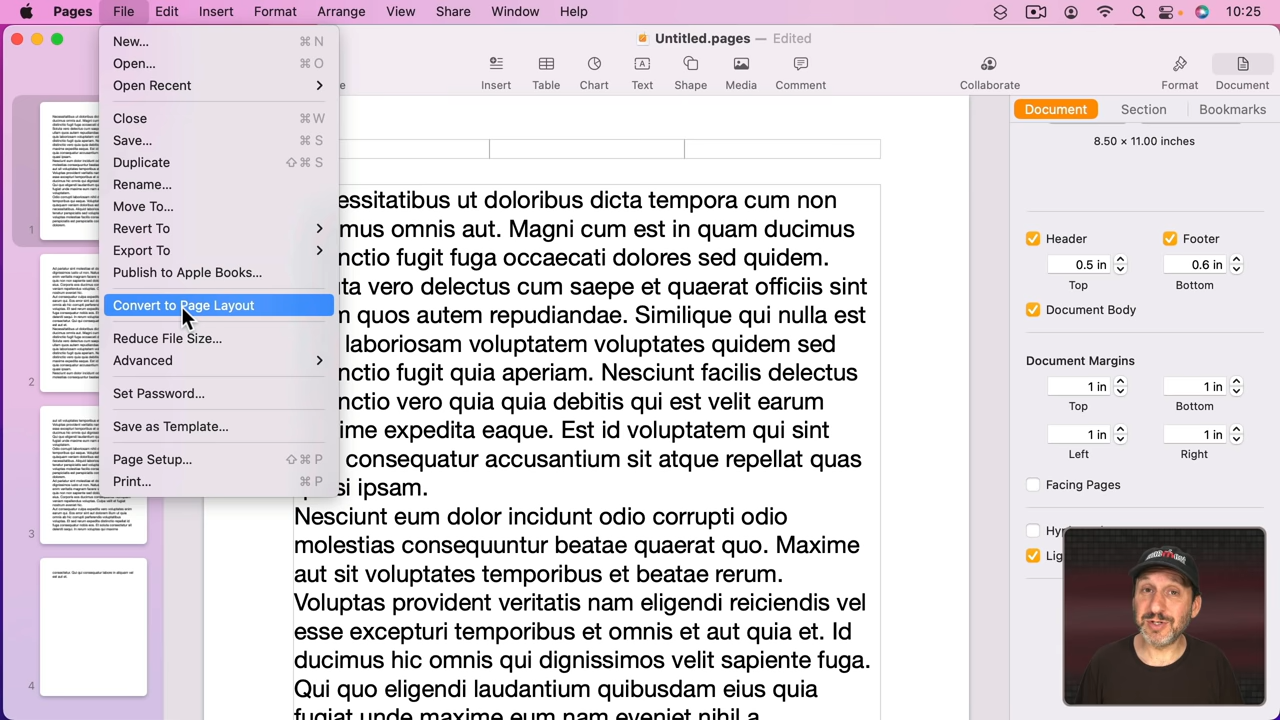 Pages File Edit Insert Format Arrange View Share Window Help 10:25
Untitled.pages — Edited
Insert Table Chart Text Shape Media Comment Collaborate Format Document
New... ⌘ N
Open... ⌘ O
Open Recent
Close ⌘ W
Save... ⌘ S
Duplicate ⇧ ⌘ S
Rename...
Move To...
Revert To
Export To
Publish to Apple Books...
Convert to Page Layout
Reduce File Size...
Advanced
Set Password...
Save as Template...
Page Setup... ⇧ ⌘ P
Print... ⌘ P
1
2
3
4
essitatibus ut doloribus dicta tempora cum non
mus omnis aut. Magni cum est in quam ducimus
nctio fugit fuga occaecati dolores sed quidem.
ta vero delectus cum saepe et quaerat officiis sint
quos autem repudiandae. Similique qui nulla est
laboriosam voluptatem voluptates quidem sed
nctio fugit quia aperiam. Nesciunt facilis delectus
nctio vero quia quia debitis qui est velit earum
ime expedita eaque. Est id voluptatem qui sint
consequatur accusantium sit atque repellat quas
si ipsam.
Nesciunt eum dolor incidunt odio corrupti odio
molestias consequuntur beatae quaerat quo. Maxime
aut sit voluptates temporibus et beatae rerum.
Voluptas provident veritatis nam eligendi reiciendis vel
esse excepturi temporibus et omnis et aut quia et. Id
ducimus hic omnis qui dignissimos velit sapiente fuga.
Qui quo eligendi laudantium quibusdam eius quia
fugiat unde maxime eum nam eveniet nihil a
Document Section Bookmarks
8.50 × 11.00 inches
Header Footer
0.5 in 0.6 in
Top Bottom
Document Body
Document Margins
1 in 1 in
Top Bottom
1 in 1 in
Left Right
Facing Pages
Hy
Lig